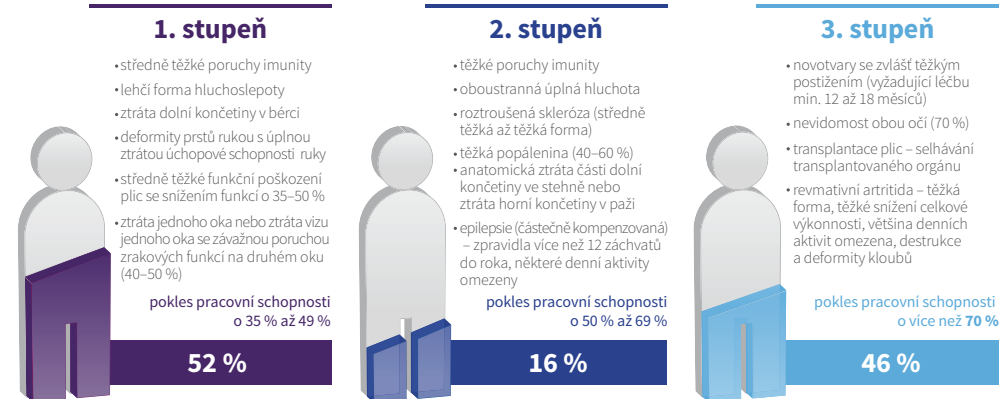 1. stupeň
• středně těžké poruchy imunity
• lehčí forma hluchoslepoty
• ztráta dolní končetiny v bérci
• deformity prstů rukou s úplnou
ztrátou úchopové schopnosti ruky
• středně těžké funkční poškození
plic se snížením funkcí o 35–50 %
• ztráta jednoho oka nebo ztráta vizu
jednoho oka se závažnou poruchou
zrakových funkcí na druhém oku
(40–50 %)
pokles pracovní schopnosti
o 35 % až 49 %
52 %
2. stupeň
• těžké poruchy imunity
• oboustranná úplná hluchota
• roztroušená skleróza (středně
těžká až těžká forma)
• těžká popálenina (40–60 %)
• anatomická ztráta části dolní
končetiny ve stehně nebo
ztráta horní končetiny v paži
• epilepsie (částečně kompenzovaná)
– zpravidla více než 12 záchvatů
do roka, některé denní aktivity
omezeny
pokles pracovní schopnosti
o 50 % až 69 %
16 %
3. stupeň
• novotvary se zvlášť těžkým
postižením (vyžadující léčbu
min. 12 až 18 měsíců)
• nevidomost obou očí (70 %)
• transplantace plic – selhávání
transplantovaného orgánu
• revmativní artritida – těžká
forma, těžké snížení celkové
výkonnosti, většina denních
aktivit omezena, destrukce
a deformity kloubů
pokles pracovní schopnosti
o více než 70 %
46 %